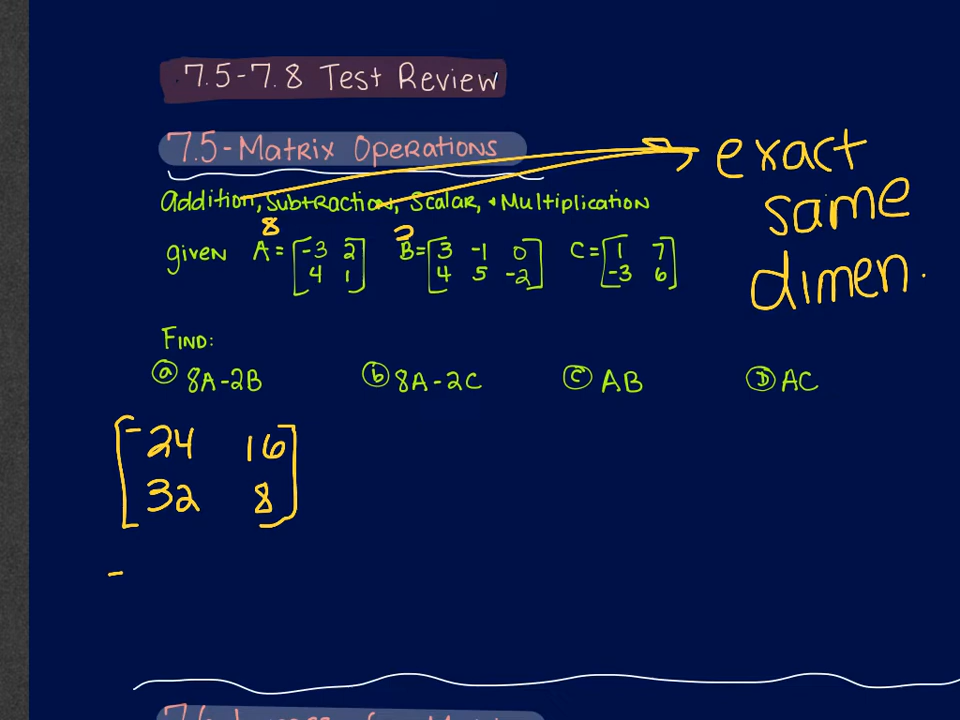 7.5-7.8 Test Review
7.5-Matrix Operations
exact
same
dimen.
Addition, Subtraction, Scalar, + Multiplication
8
given A = [-3 2 B = [3 -1 0 C = [1 7
4 1] 4 5 -2] -3 6]
FIND:
ⓐ 8A-2B ⓑ 8A-2C ⓒ AB Ⓓ AC
[-24 16
32 8]
-